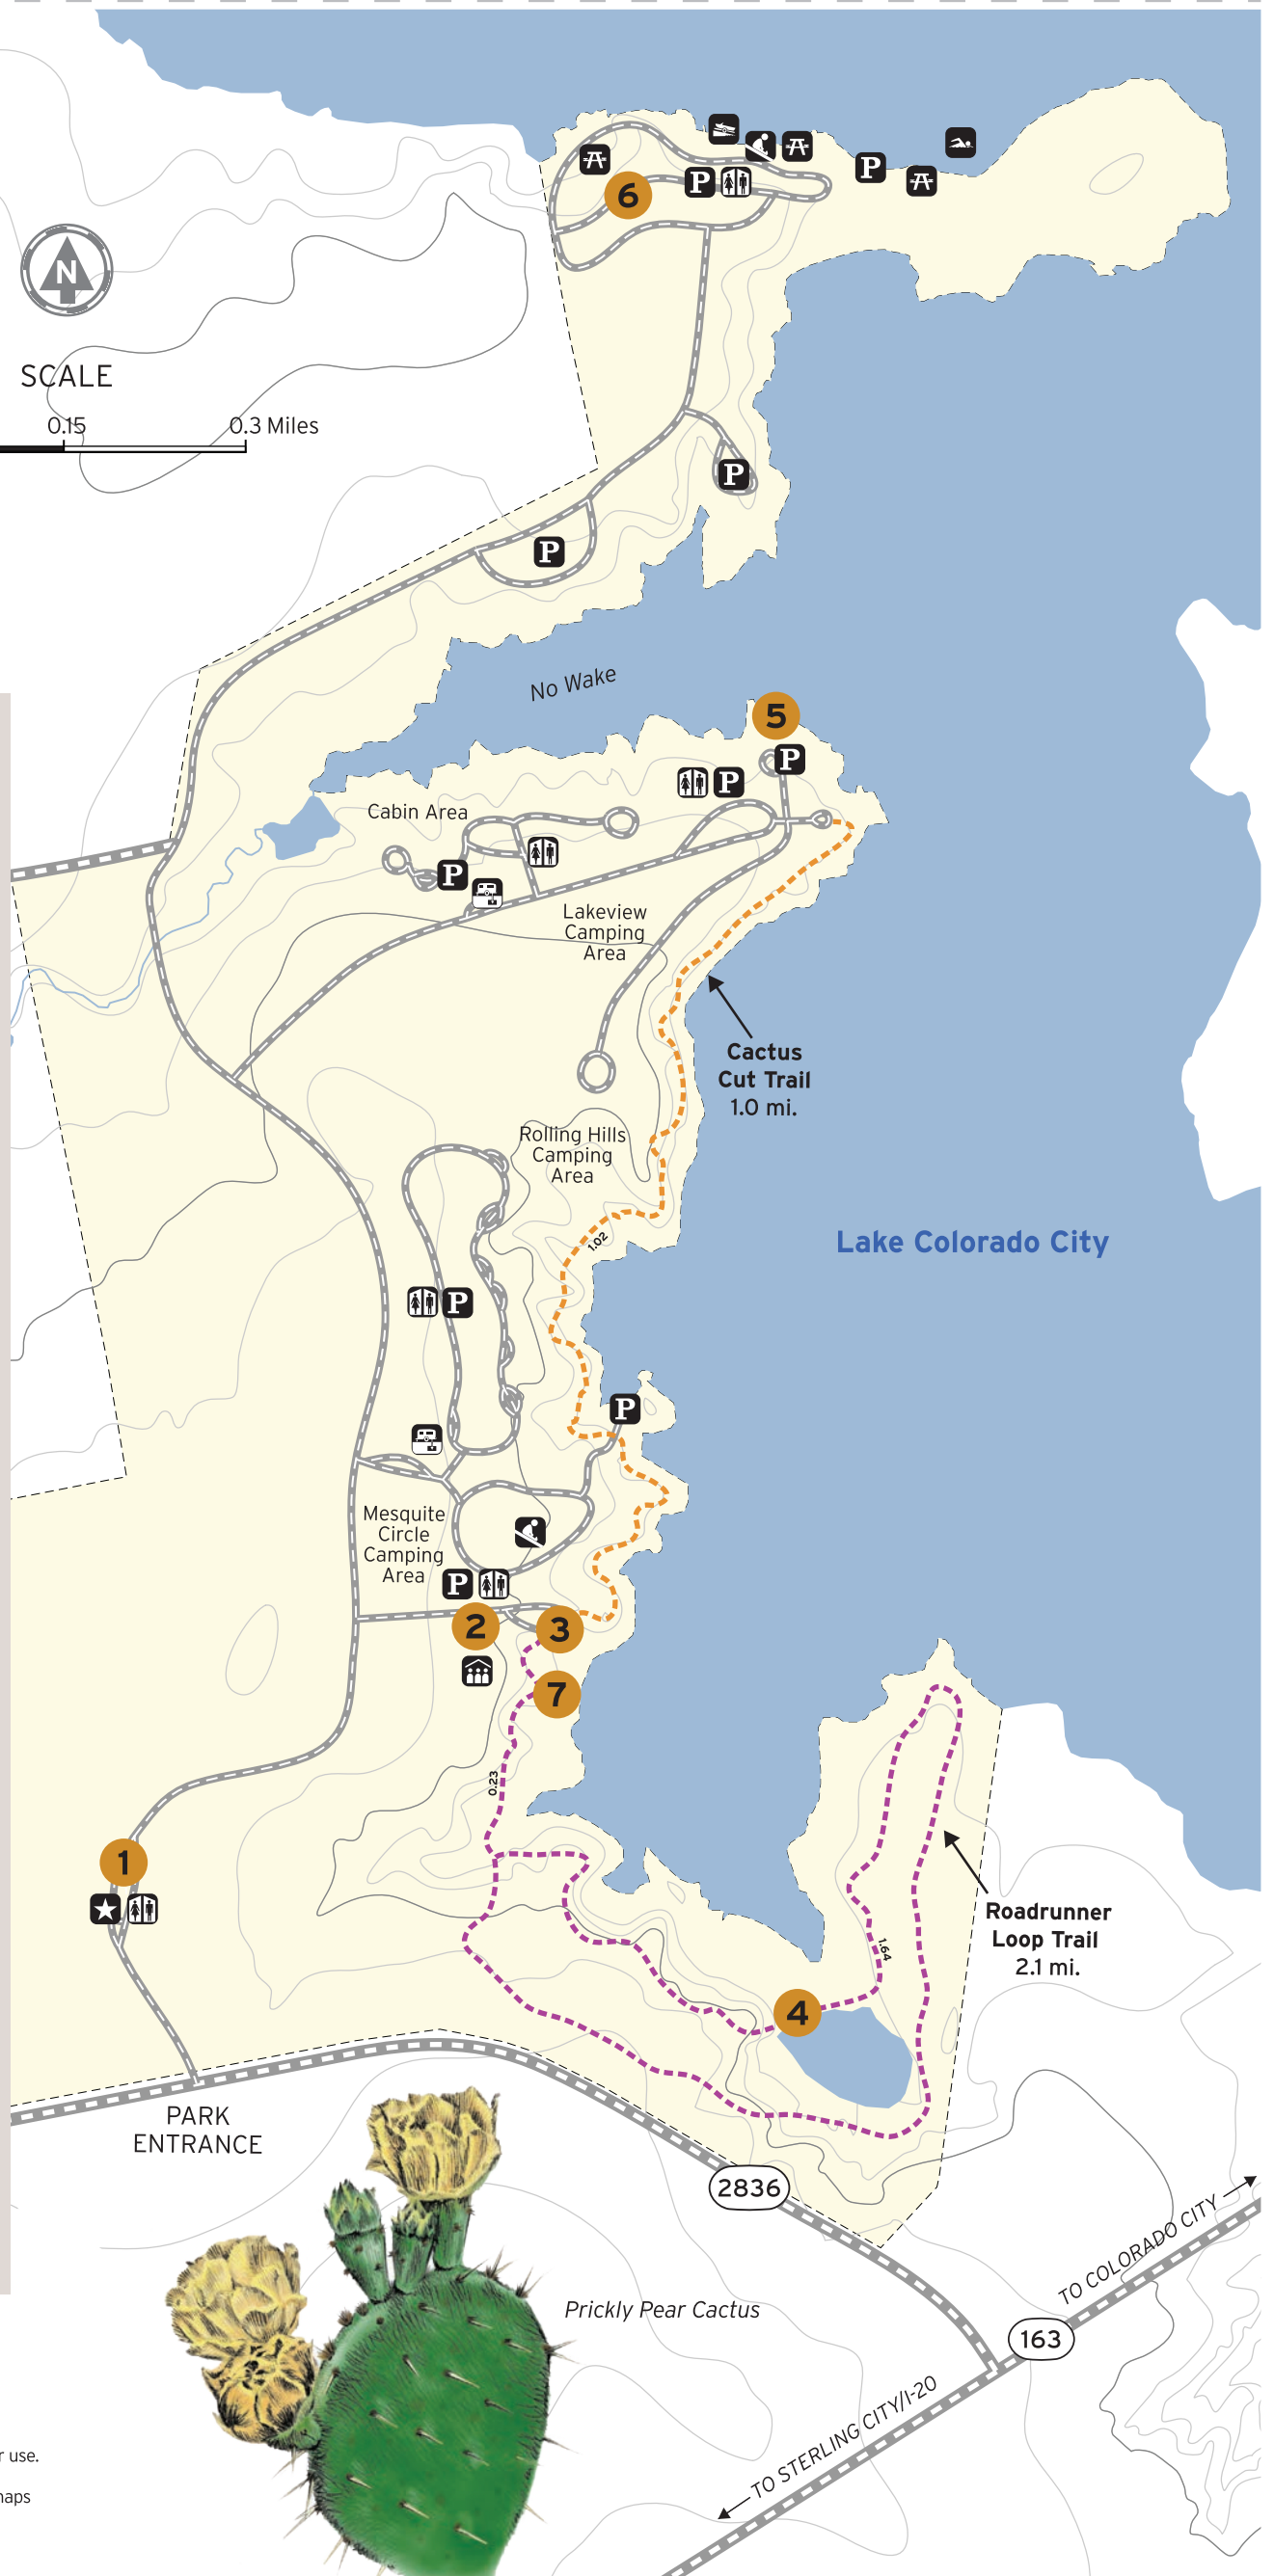 6
P
P
N
SCALE
0.15
0.3 Miles
P
P
No Wake
5
P
P
Cabin Area
P
Lakeview
Camping
Area
Cactus
Cut Trail
1.0 mi.
Rolling Hills
Camping
Area
1.02
Lake Colorado City
P
P
Mesquite
Circle
Camping
Area
P
2
3
7
0.23
1
Roadrunner
Loop Trail
2.1 mi.
1.64
4
PARK
ENTRANCE
2836
TO COLORADO CITY
163
Prickly Pear Cactus
TO STERLING CITY/I-20
r use.
naps